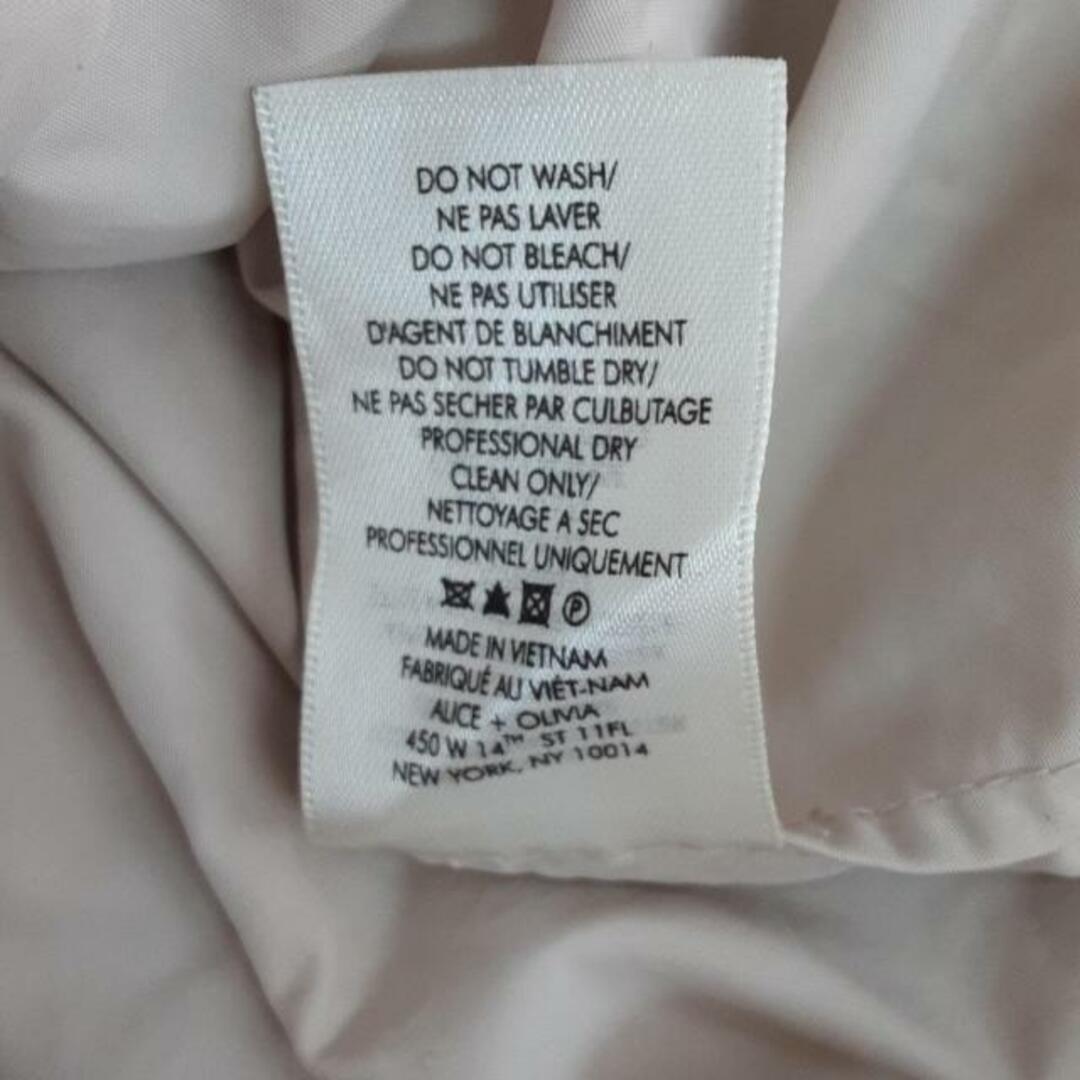 DO NOT WASH/
NE PAS LAVER
DO NOT BLEACH/
NE PAS UTILISER
D'AGENT DE BLANCHIMENT
DO NOT TUMBLE DRY/
NE PAS SECHER PAR CULBUTAGE
PROFESSIONAL DRY
CLEAN ONLY/
NETTOYAGE A SEC
PROFESSIONNEL UNIQUEMENT
P
MADE IN VIETNAM
FABRIQUÉ AU VIÊT-NAM
ALICE + OLIVIA
450 W 14TH ST 11FL
NEW YORK, NY 10014